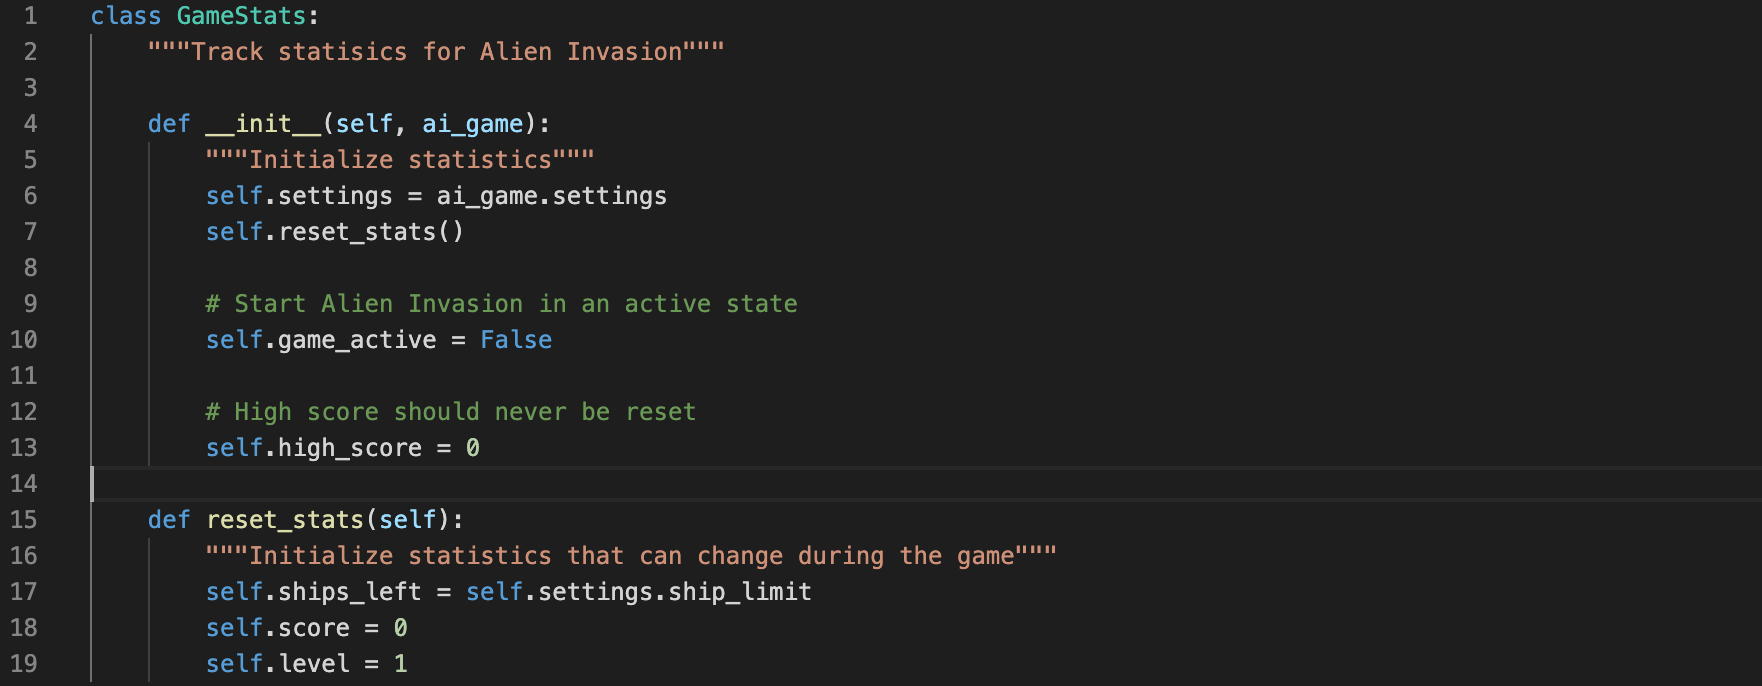 1 class GameStats:
2 """Track statisics for Alien Invasion"""
3
4 def __init__(self, ai_game):
5 """Initialize statistics"""
6 self.settings = ai_game.settings
7 self.reset_stats()
8
9 # Start Alien Invasion in an active state
10 self.game_active = False
11
12 # High score should never be reset
13 self.high_score = 0
14
15 def reset_stats(self):
16 """Initialize statistics that can change during the game"""
17 self.ships_left = self.settings.ship_limit
18 self.score = 0
19 self.level = 1